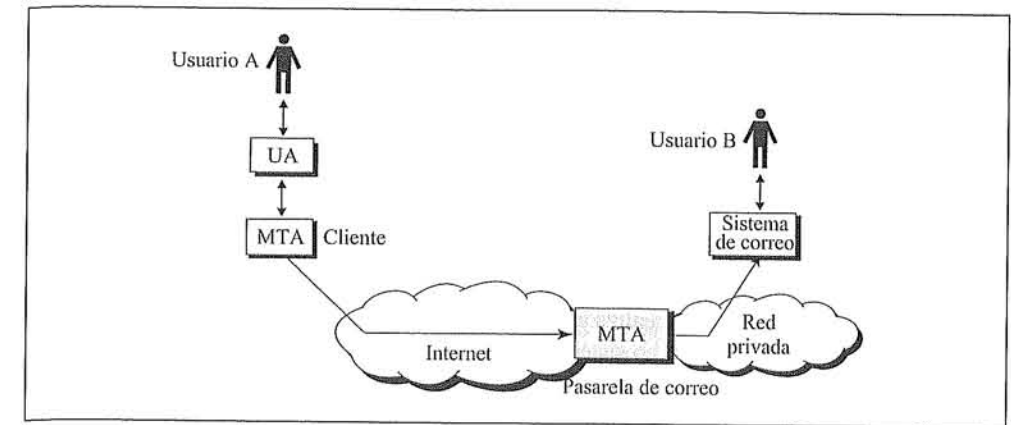 Usuario A
UA
MTA
Cliente
Internet
MTA
Pasarela de correo
Usuario B
Sistema
de correo
Red
privada